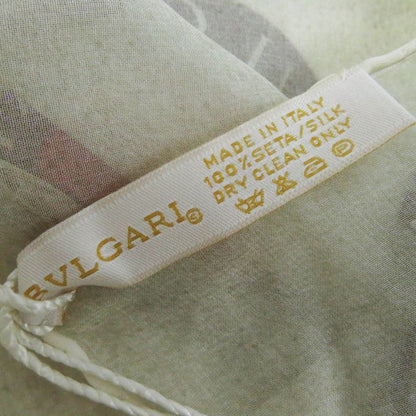 BVLGARI©
MADE IN ITALY
100%SETA/SILK
DRY CLEAN ONLY
P